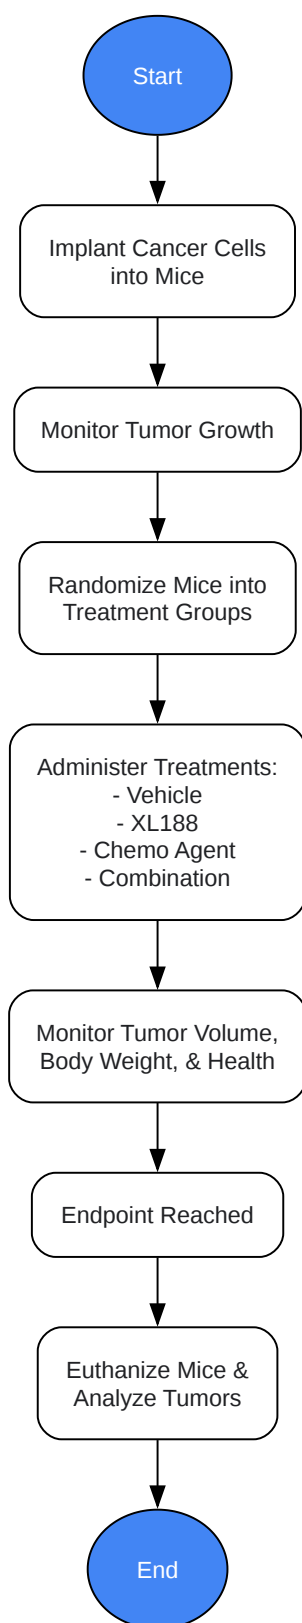 Start
Implant Cancer Cells
into Mice
Monitor Tumor Growth
Randomize Mice into
Treatment Groups
Administer Treatments:
- Vehicle
- XL188
- Chemo Agent
- Combination
Monitor Tumor Volume,
Body Weight, & Health
Endpoint Reached
Euthanize Mice &
Analyze Tumors
End